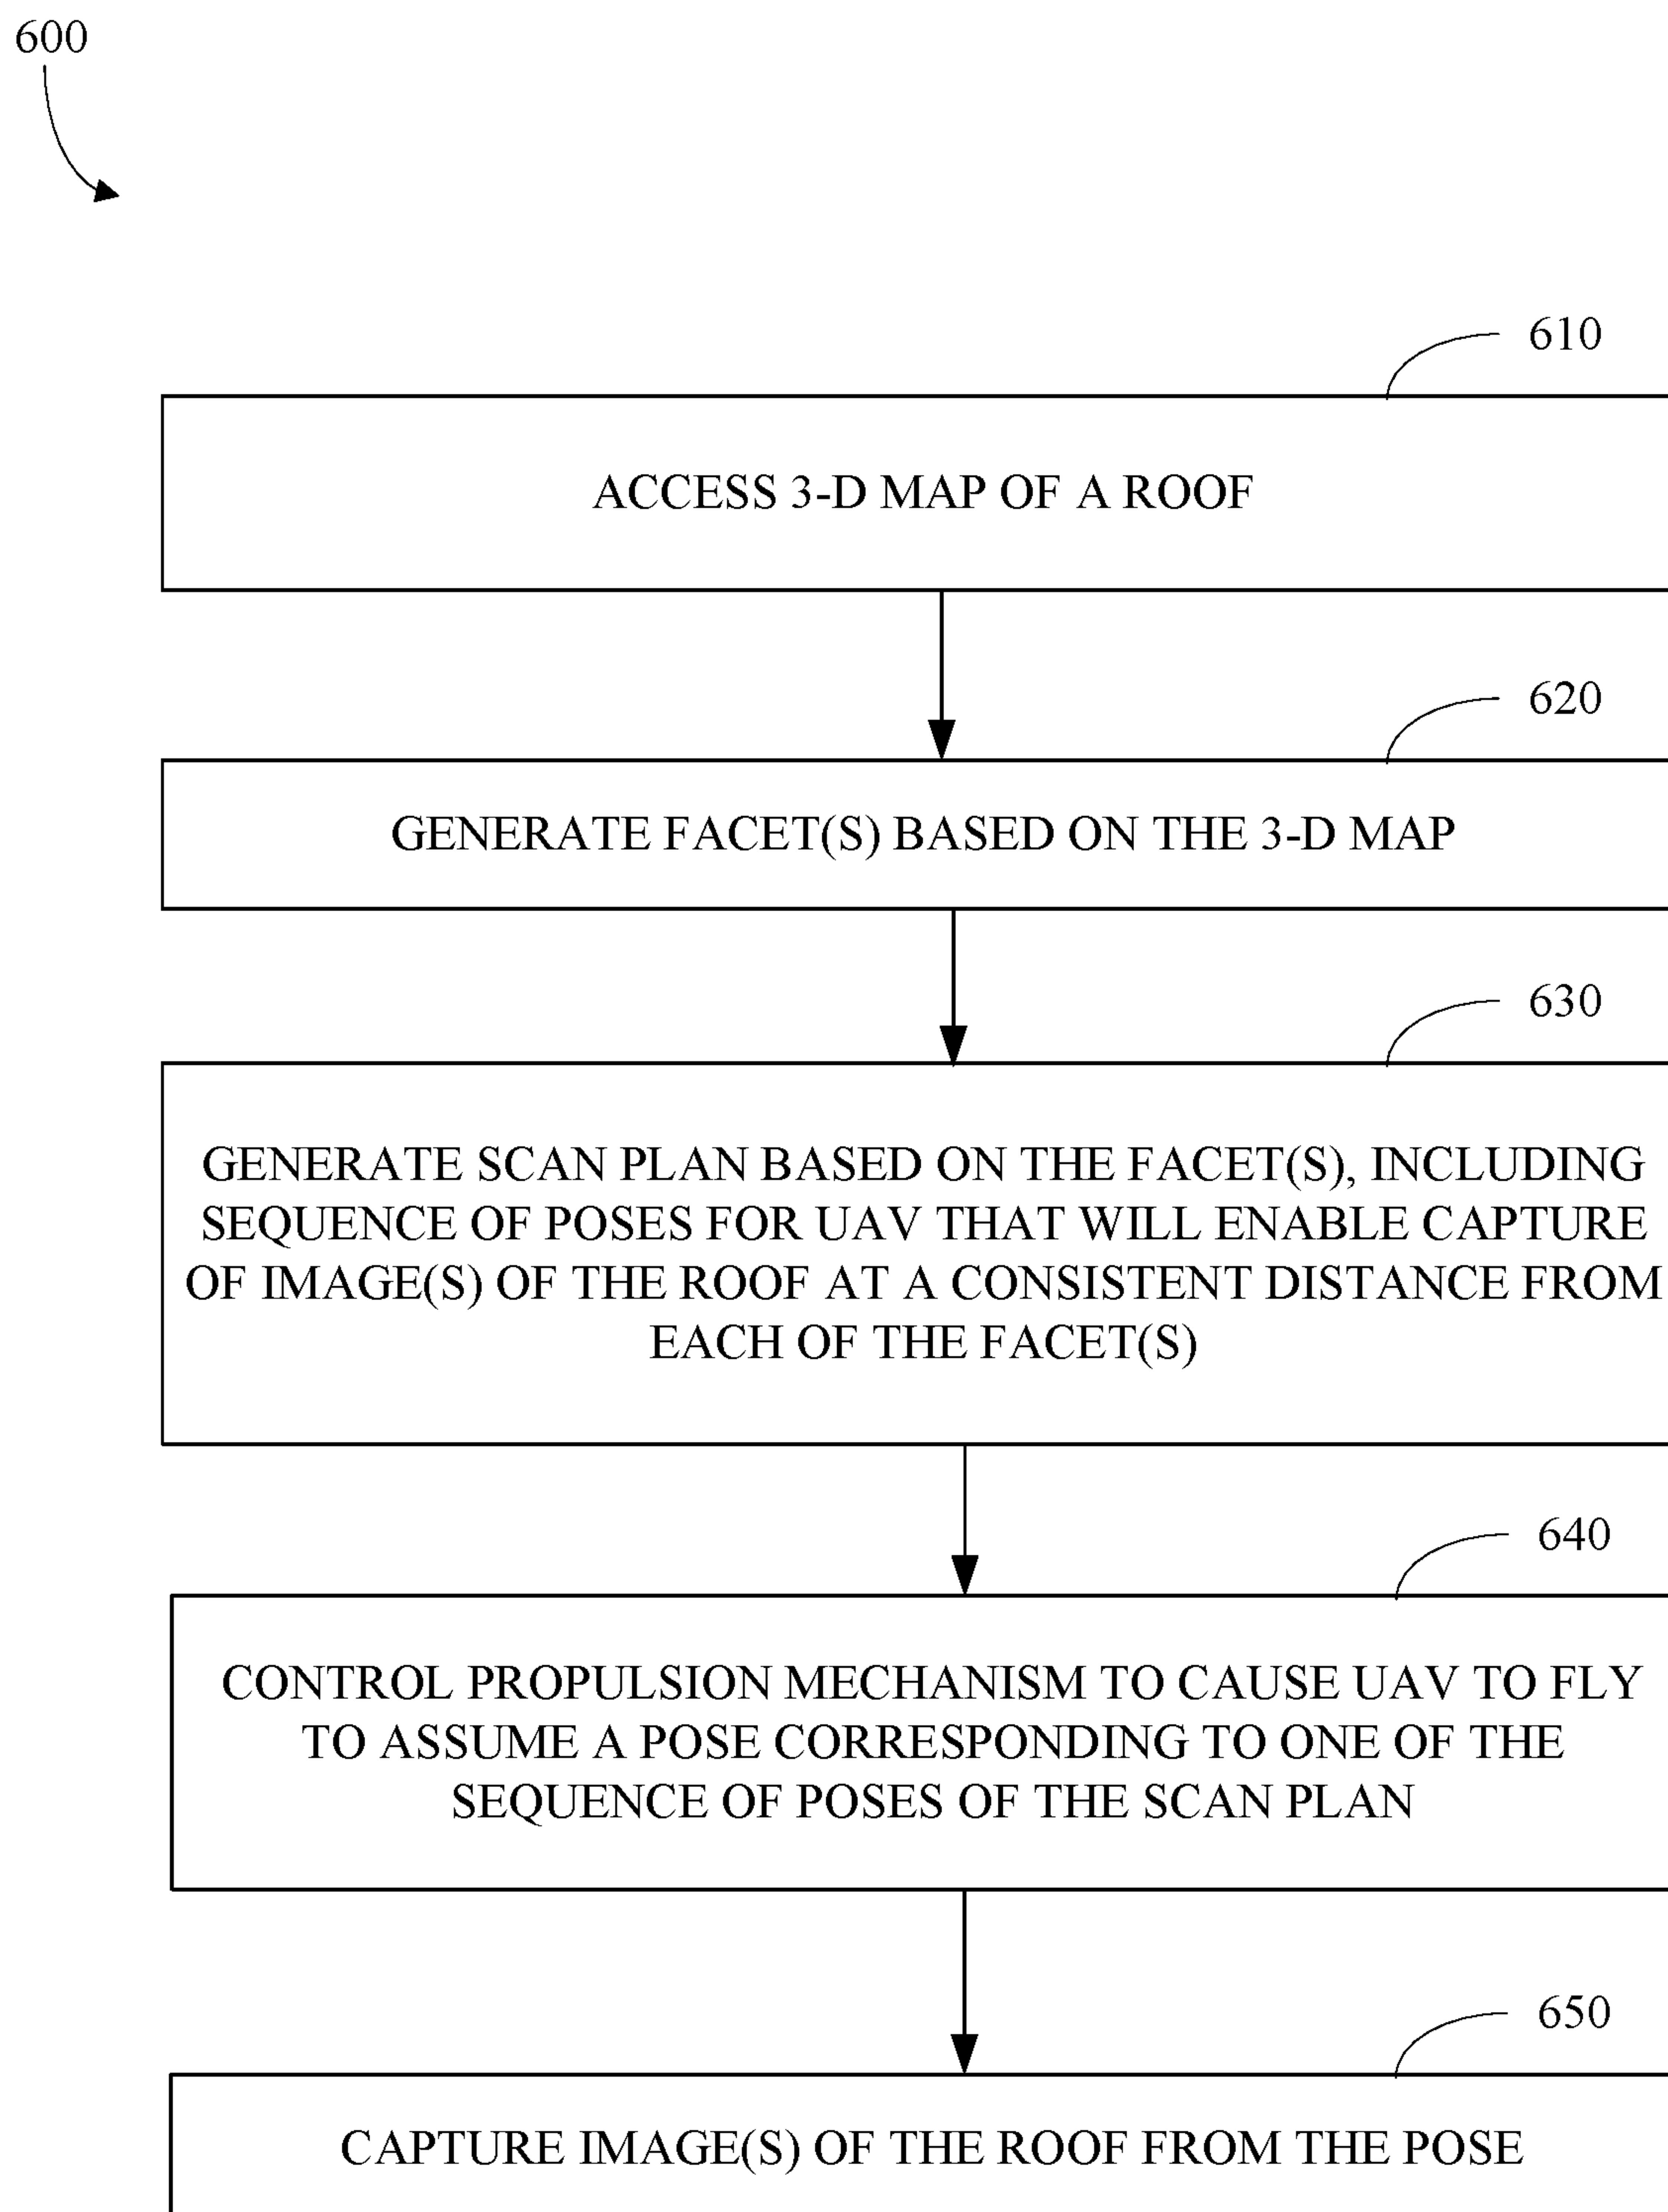 600
610
ACCESS 3-D MAP OF A ROOF
620
GENERATE FACET(S) BASED ON THE 3-D MAP
630
GENERATE SCAN PLAN BASED ON THE FACET(S), INCLUDING
SEQUENCE OF POSES FOR UAV THAT WILL ENABLE CAPTURE
OF IMAGE(S) OF THE ROOF AT A CONSISTENT DISTANCE FROM
EACH OF THE FACET(S)
640
CONTROL PROPULSION MECHANISM TO CAUSE UAV TO FLY
TO ASSUME A POSE CORRESPONDING TO ONE OF THE
SEQUENCE OF POSES OF THE SCAN PLAN
650
CAPTURE IMAGE(S) OF THE ROOF FROM THE POSE